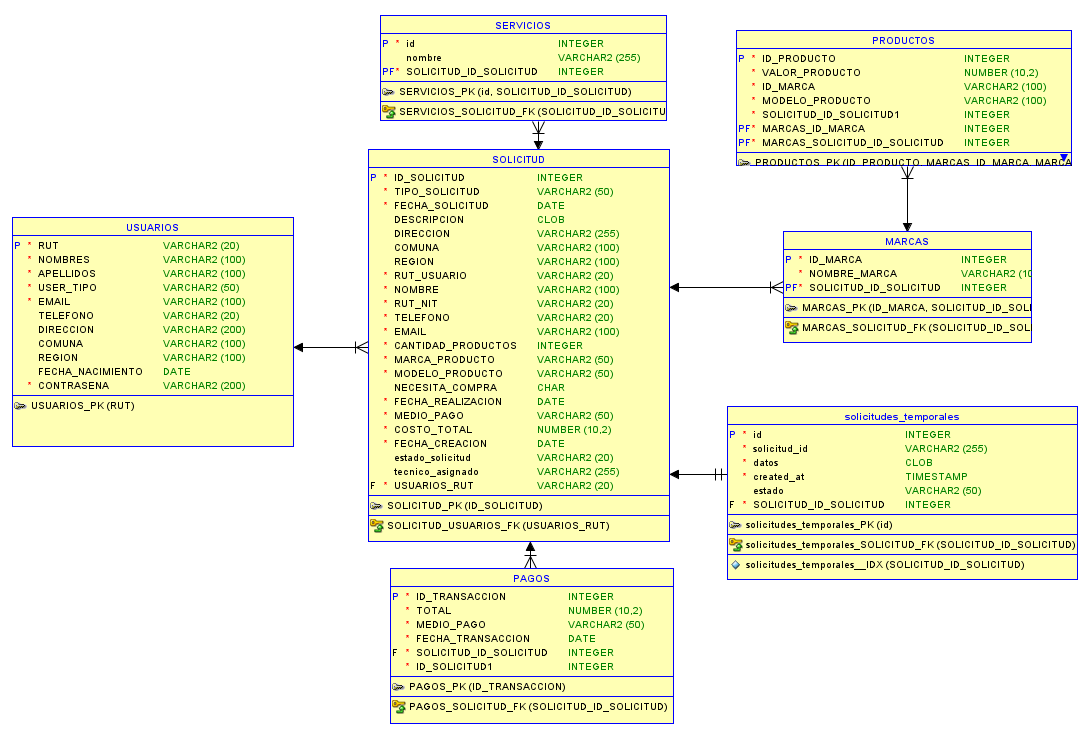 SERVICIOS
P * id INTEGER
nombre VARCHAR2 (255)
PF* SOLICITUD_ID_SOLICITUD INTEGER
SERVICIOS_PK (id, SOLICITUD_ID_SOLICITUD)
SERVICIOS_SOLICITUD_FK (SOLICITUD_ID_SOLICITU
PRODUCTOS
P * ID_PRODUCTO INTEGER
* VALOR_PRODUCTO NUMBER (10,2)
* ID_MARCA VARCHAR2 (100)
* MODELO_PRODUCTO VARCHAR2 (100)
* SOLICITUD_ID_SOLICITUD1 INTEGER
PF* MARCAS_ID_MARCA INTEGER
PF* MARCAS_SOLICITUD_ID_SOLICITUD INTEGER
PRODUCTOS_PK (ID_PRODUCTO, MARCAS_ID_MARCA, MARCA
SOLICITUD
P * ID_SOLICITUD INTEGER
* TIPO_SOLICITUD VARCHAR2 (50)
* FECHA_SOLICITUD DATE
DESCRIPCION CLOB
DIRECCION VARCHAR2 (255)
COMUNA VARCHAR2 (100)
REGION VARCHAR2 (100)
* RUT_USUARIO VARCHAR2 (20)
* NOMBRE VARCHAR2 (100)
* RUT_NIT VARCHAR2 (20)
* TELEFONO VARCHAR2 (20)
* EMAIL VARCHAR2 (100)
* CANTIDAD_PRODUCTOS INTEGER
* MARCA_PRODUCTO VARCHAR2 (50)
* MODELO_PRODUCTO VARCHAR2 (50)
NECESITA_COMPRA CHAR
* FECHA_REALIZACION DATE
* MEDIO_PAGO VARCHAR2 (50)
* COSTO_TOTAL NUMBER (10,2)
* FECHA_CREACION DATE
estado_solicitud VARCHAR2 (20)
tecnico_asignado VARCHAR2 (255)
F * USUARIOS_RUT VARCHAR2 (20)
SOLICITUD_PK (ID_SOLICITUD)
SOLICITUD_USUARIOS_FK (USUARIOS_RUT)
USUARIOS
P * RUT VARCHAR2 (20)
* NOMBRES VARCHAR2 (100)
* APELLIDOS VARCHAR2 (100)
* USER_TIPO VARCHAR2 (50)
* EMAIL VARCHAR2 (100)
TELEFONO VARCHAR2 (20)
DIRECCION VARCHAR2 (200)
COMUNA VARCHAR2 (100)
REGION VARCHAR2 (100)
FECHA_NACIMIENTO DATE
* CONTRASENA VARCHAR2 (200)
USUARIOS_PK (RUT)
MARCAS
P * ID_MARCA INTEGER
* NOMBRE_MARCA VARCHAR2 (10
PF* SOLICITUD_ID_SOLICITUD INTEGER
MARCAS_PK (ID_MARCA, SOLICITUD_ID_SOLI
MARCAS_SOLICITUD_FK (SOLICITUD_ID_SOL
solicitudes_temporales
P * id INTEGER
* solicitud_id VARCHAR2 (255)
* datos CLOB
* created_at TIMESTAMP
estado VARCHAR2 (50)
F * SOLICITUD_ID_SOLICITUD INTEGER
solicitudes_temporales_PK (id)
solicitudes_temporales_SOLICITUD_FK (SOLICITUD_ID_SOLICITUD)
solicitudes_temporales__IDX (SOLICITUD_ID_SOLICITUD)
PAGOS
P * ID_TRANSACCION INTEGER
* TOTAL NUMBER (10,2)
* MEDIO_PAGO VARCHAR2 (50)
* FECHA_TRANSACCION DATE
F * SOLICITUD_ID_SOLICITUD INTEGER
* ID_SOLICITUD1 INTEGER
PAGOS_PK (ID_TRANSACCION)
PAGOS_SOLICITUD_FK (SOLICITUD_ID_SOLICITUD)